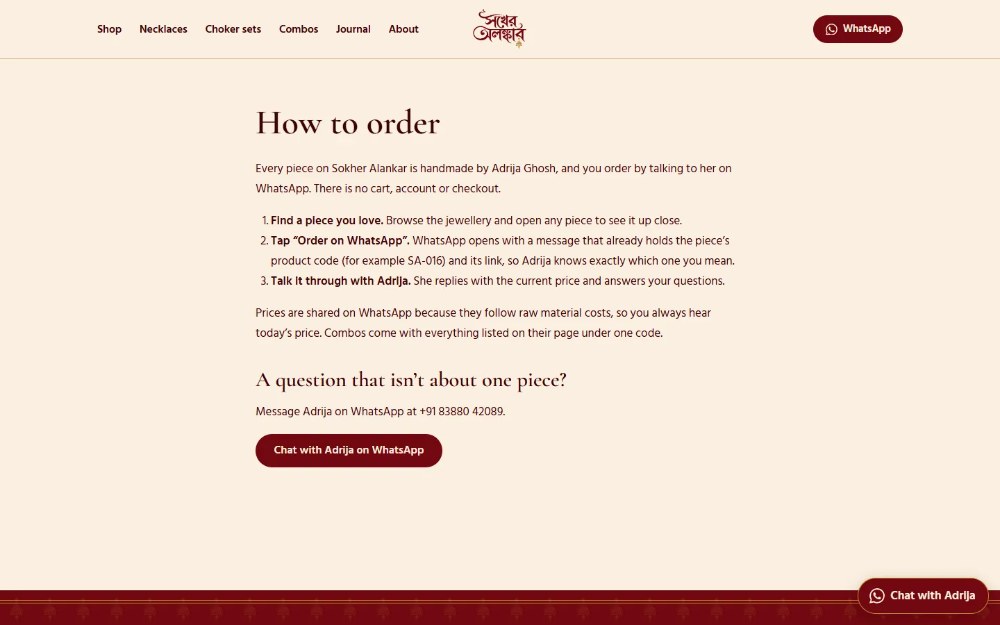 Shop Necklaces Choker sets Combos Journal About
সখের
অলঙ্কার
WhatsApp
How to order
Every piece on Sokher Alankar is handmade by Adrija Ghosh, and you order by talking to her on
WhatsApp. There is no cart, account or checkout.
1. Find a piece you love. Browse the jewellery and open any piece to see it up close.
2. Tap “Order on WhatsApp”. WhatsApp opens with a message that already holds the piece’s
product code (for example SA-016) and its link, so Adrija knows exactly which one you mean.
3. Talk it through with Adrija. She replies with the current price and answers your questions.
Prices are shared on WhatsApp because they follow raw material costs, so you always hear
today’s price. Combos come with everything listed on their page under one code.
A question that isn’t about one piece?
Message Adrija on WhatsApp at +91 83880 42089.
Chat with Adrija on WhatsApp
Chat with Adrija